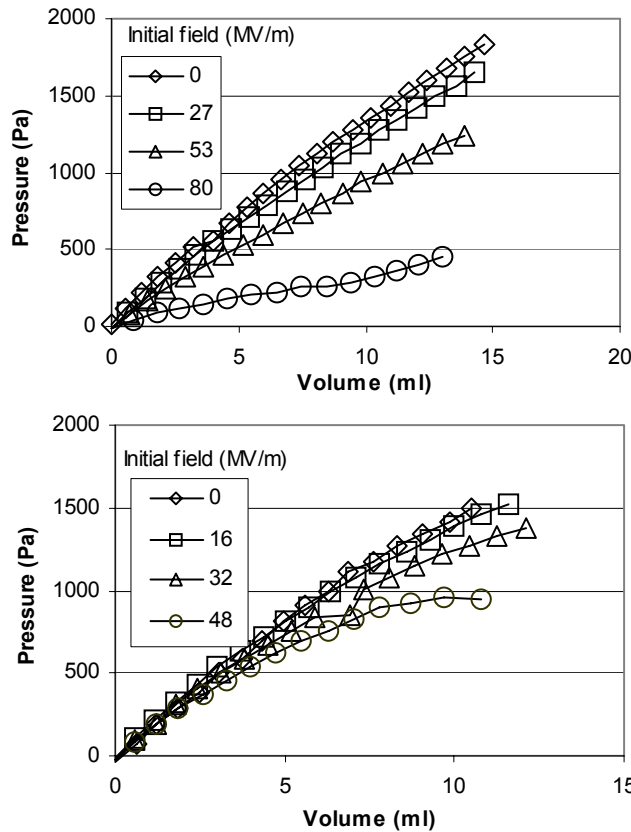 2000
1500
1000
500
0
Pressure (Pa)
Initial field (MV/m)
0
27
53
80
0 5 10 15 20
Volume (ml)
2000
1500
1000
500
0
Pressure (Pa)
Initial field (MV/m)
0
16
32
48
0 5 10 15
Volume (ml)